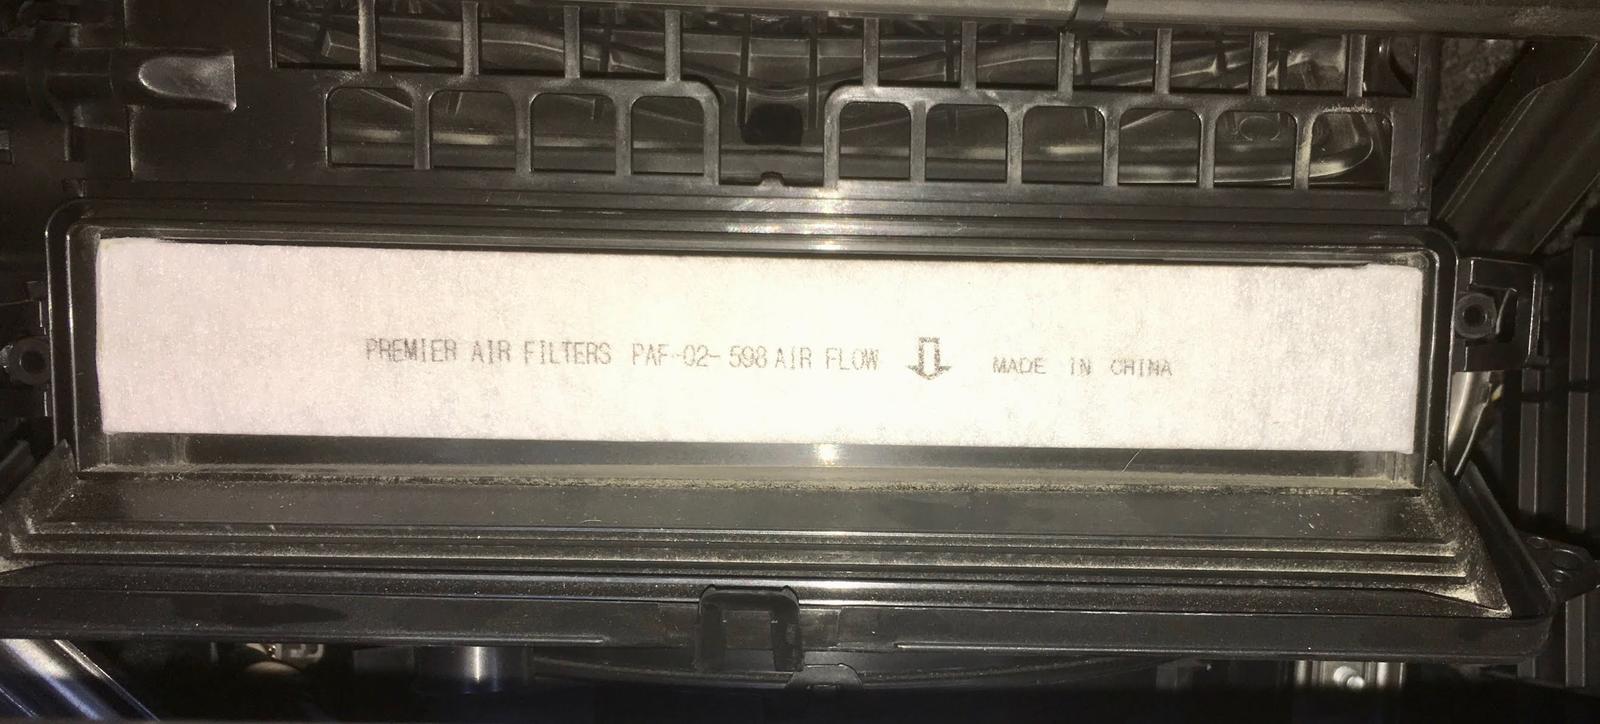 PREMIER AIR FILTERS PAF-02-598 AIR FLOW MADE IN CHINA